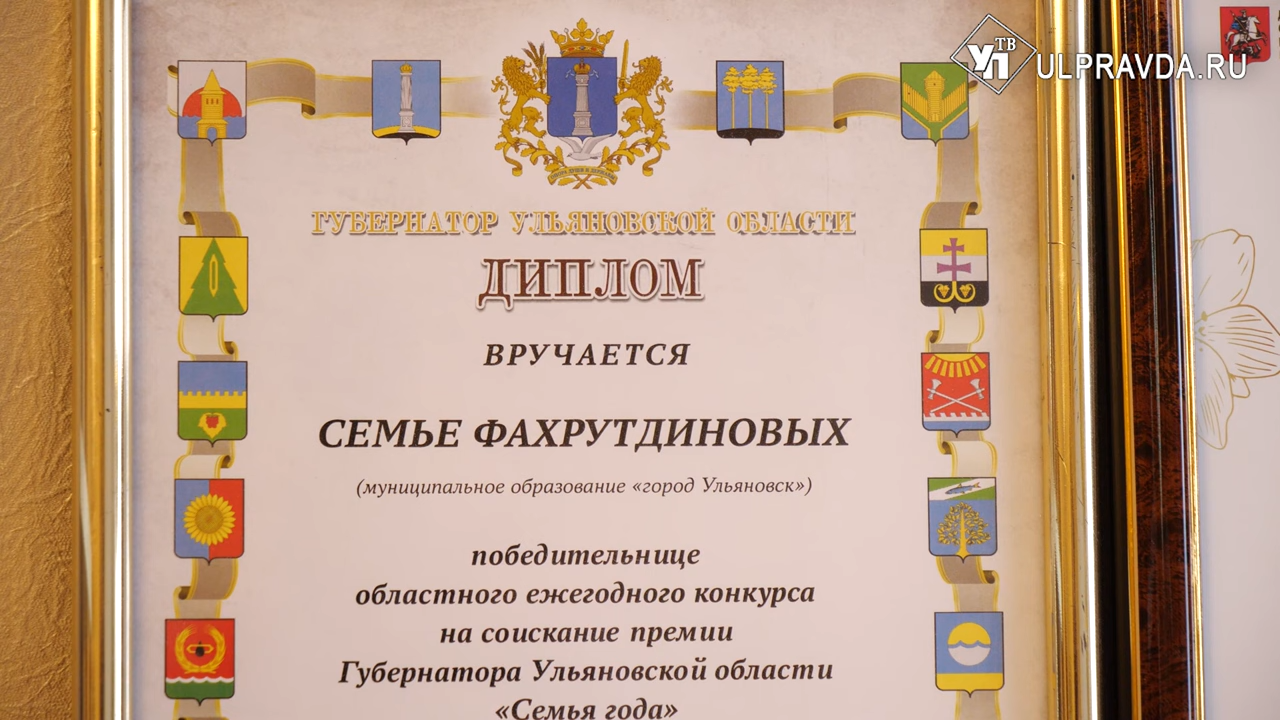 УП ТВ
ULPRAVDA.RU
ГУБЕРНАТОР УЛЬЯНОВСКОЙ ОБЛАСТИ
ДИПЛОМ
ВРУЧАЕТСЯ
СЕМЬЕ ФАХРУТДИНОВЫХ
(муниципальное образование «город Ульяновск»)
победительнице
областного ежегодного конкурса
на соискание премии
Губернатора Ульяновской области
«Семья года»